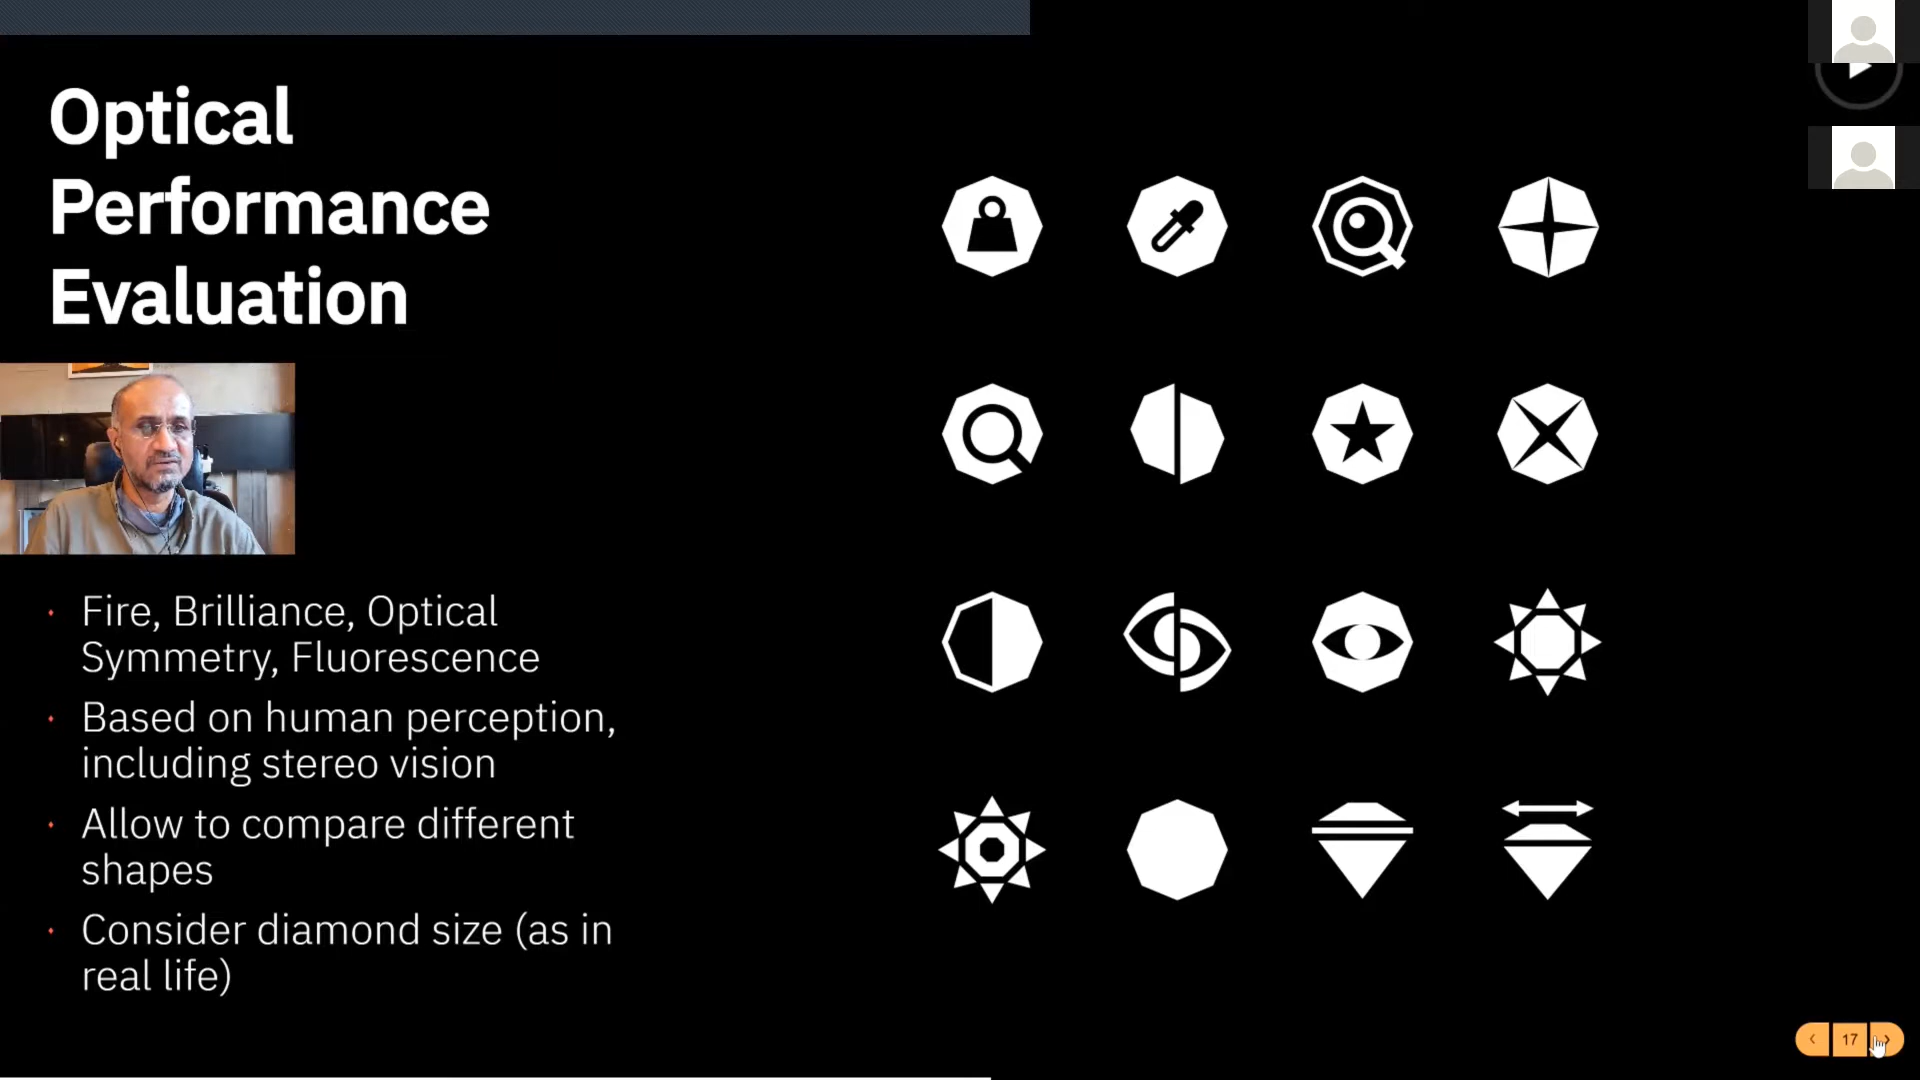 Optical
Performance
Evaluation
Fire, Brilliance, Optical
Symmetry, Fluorescence
Based on human perception,
including stereo vision
Allow to compare different
shapes
Consider diamond size (as in
real life)
17